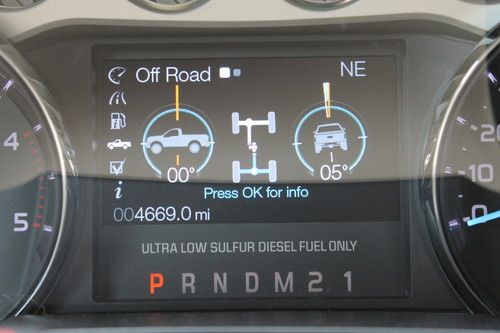 Off Road NE
00° 05°
Press OK for info
004669.0 mi
ULTRA LOW SULFUR DIESEL FUEL ONLY
P R N D M 2 1
4
5
20
10
0